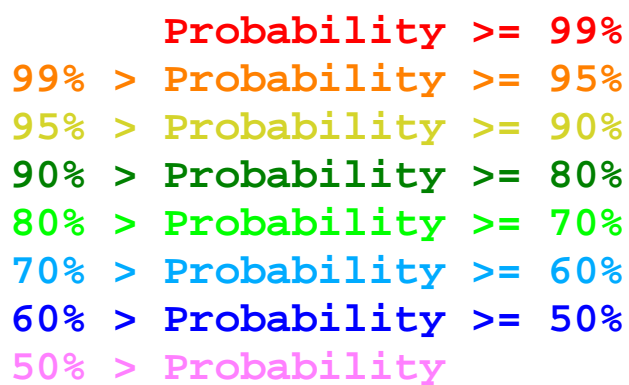 Probability >= 99%
99% > Probability >= 95%
95% > Probability >= 90%
90% > Probability >= 80%
80% > Probability >= 70%
70% > Probability >= 60%
60% > Probability >= 50%
50% > Probability